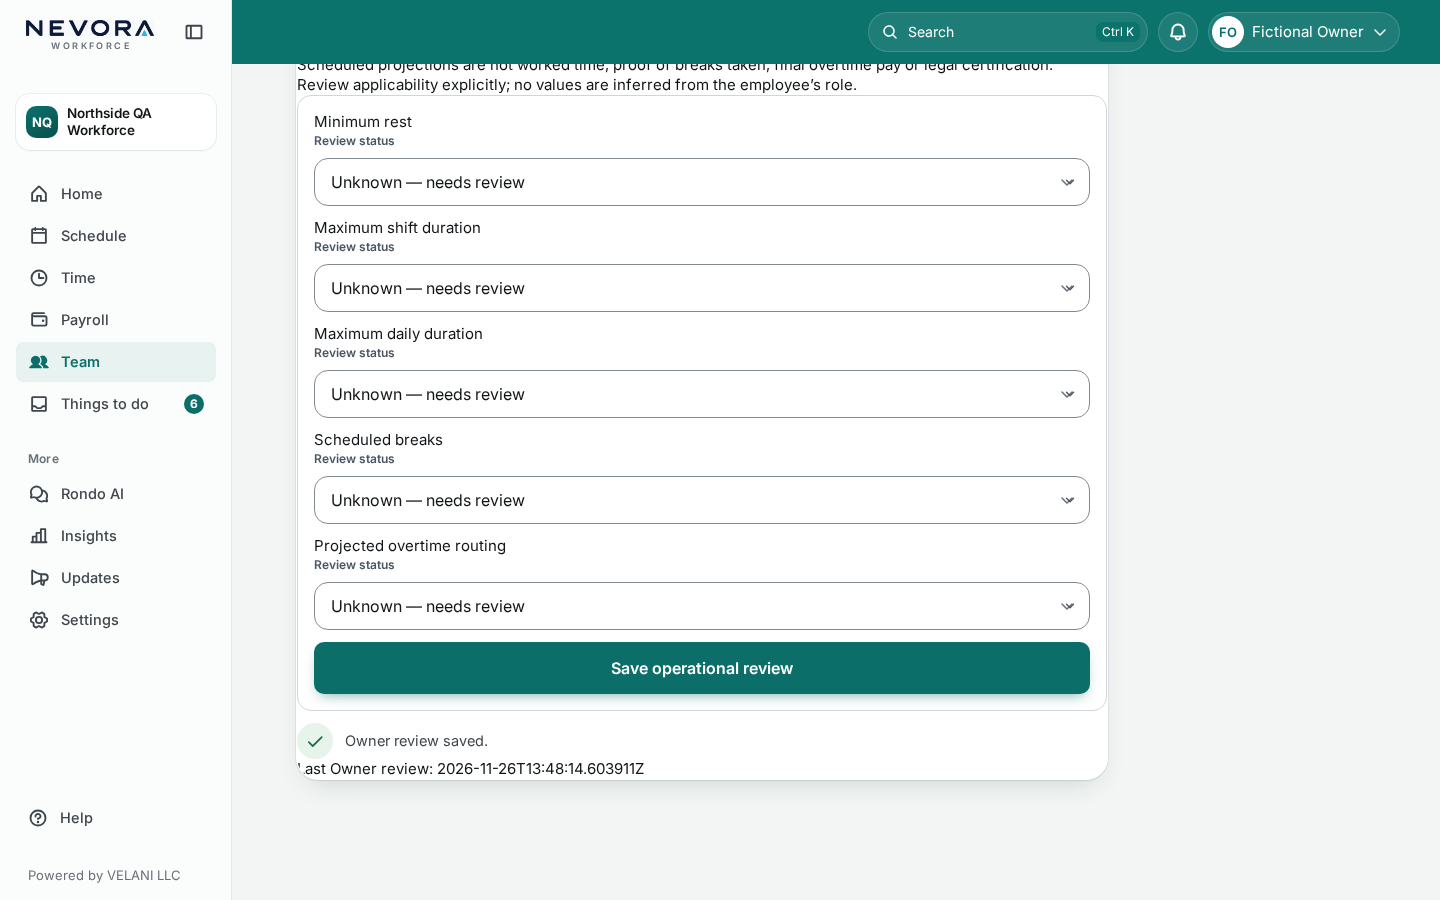 NEVORA
WORKFORCE
Search
Ctrl K
FO
Fictional Owner
NQ
Northside QA
Workforce
Home
Schedule
Time
Payroll
Team
Things to do
6
More
Rondo AI
Insights
Updates
Settings
Help
Powered by VELANI LLC
Scheduled projections are not worked time, proof of breaks taken, final overtime pay or legal certification.
Review applicability explicitly; no values are inferred from the employee’s role.
Minimum rest
Review status
Unknown — needs review
Maximum shift duration
Review status
Unknown — needs review
Maximum daily duration
Review status
Unknown — needs review
Scheduled breaks
Review status
Unknown — needs review
Projected overtime routing
Review status
Unknown — needs review
Save operational review
Owner review saved.
Last Owner review: 2026-11-26T13:48:14.603911Z